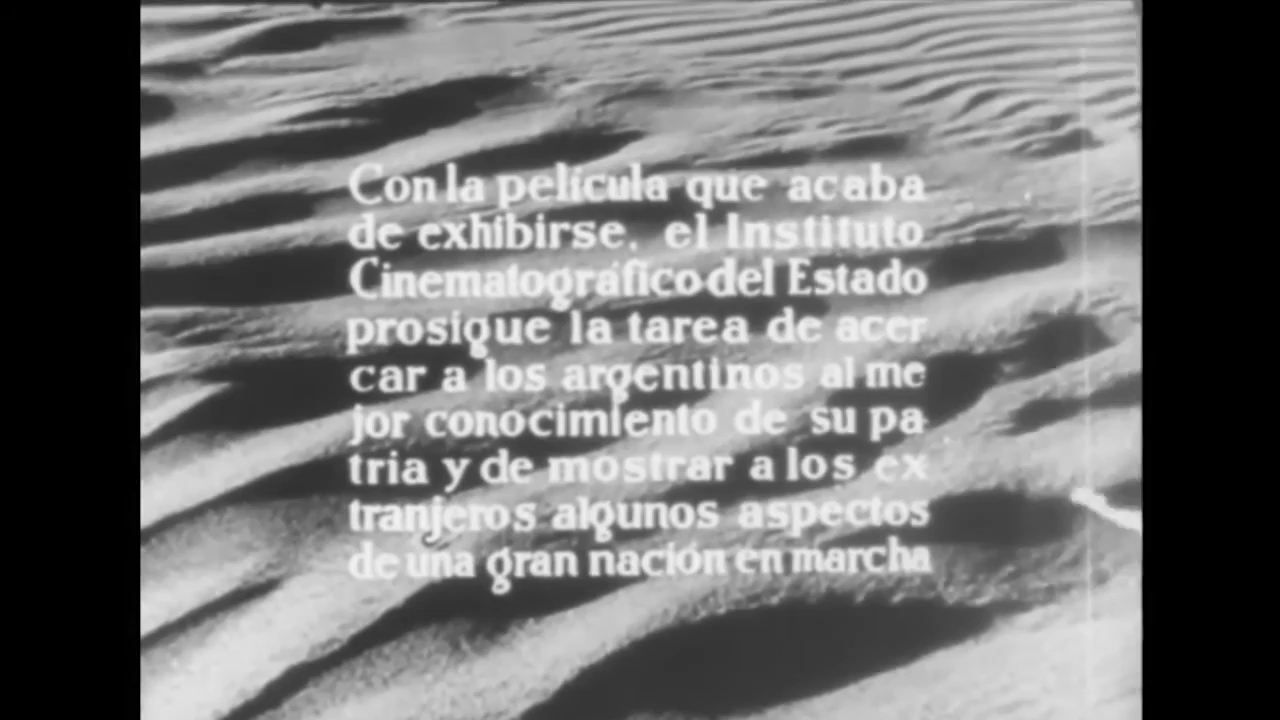 Con la película que acaba
de exhibirse, el Instituto
Cinematográfico del Estado
prosigue la tarea de acer
car a los argentinos al me
jor conocimiento de su pa
tria y de mostrar a los ex
tranjeros algunos aspectos
de una gran nación en marcha